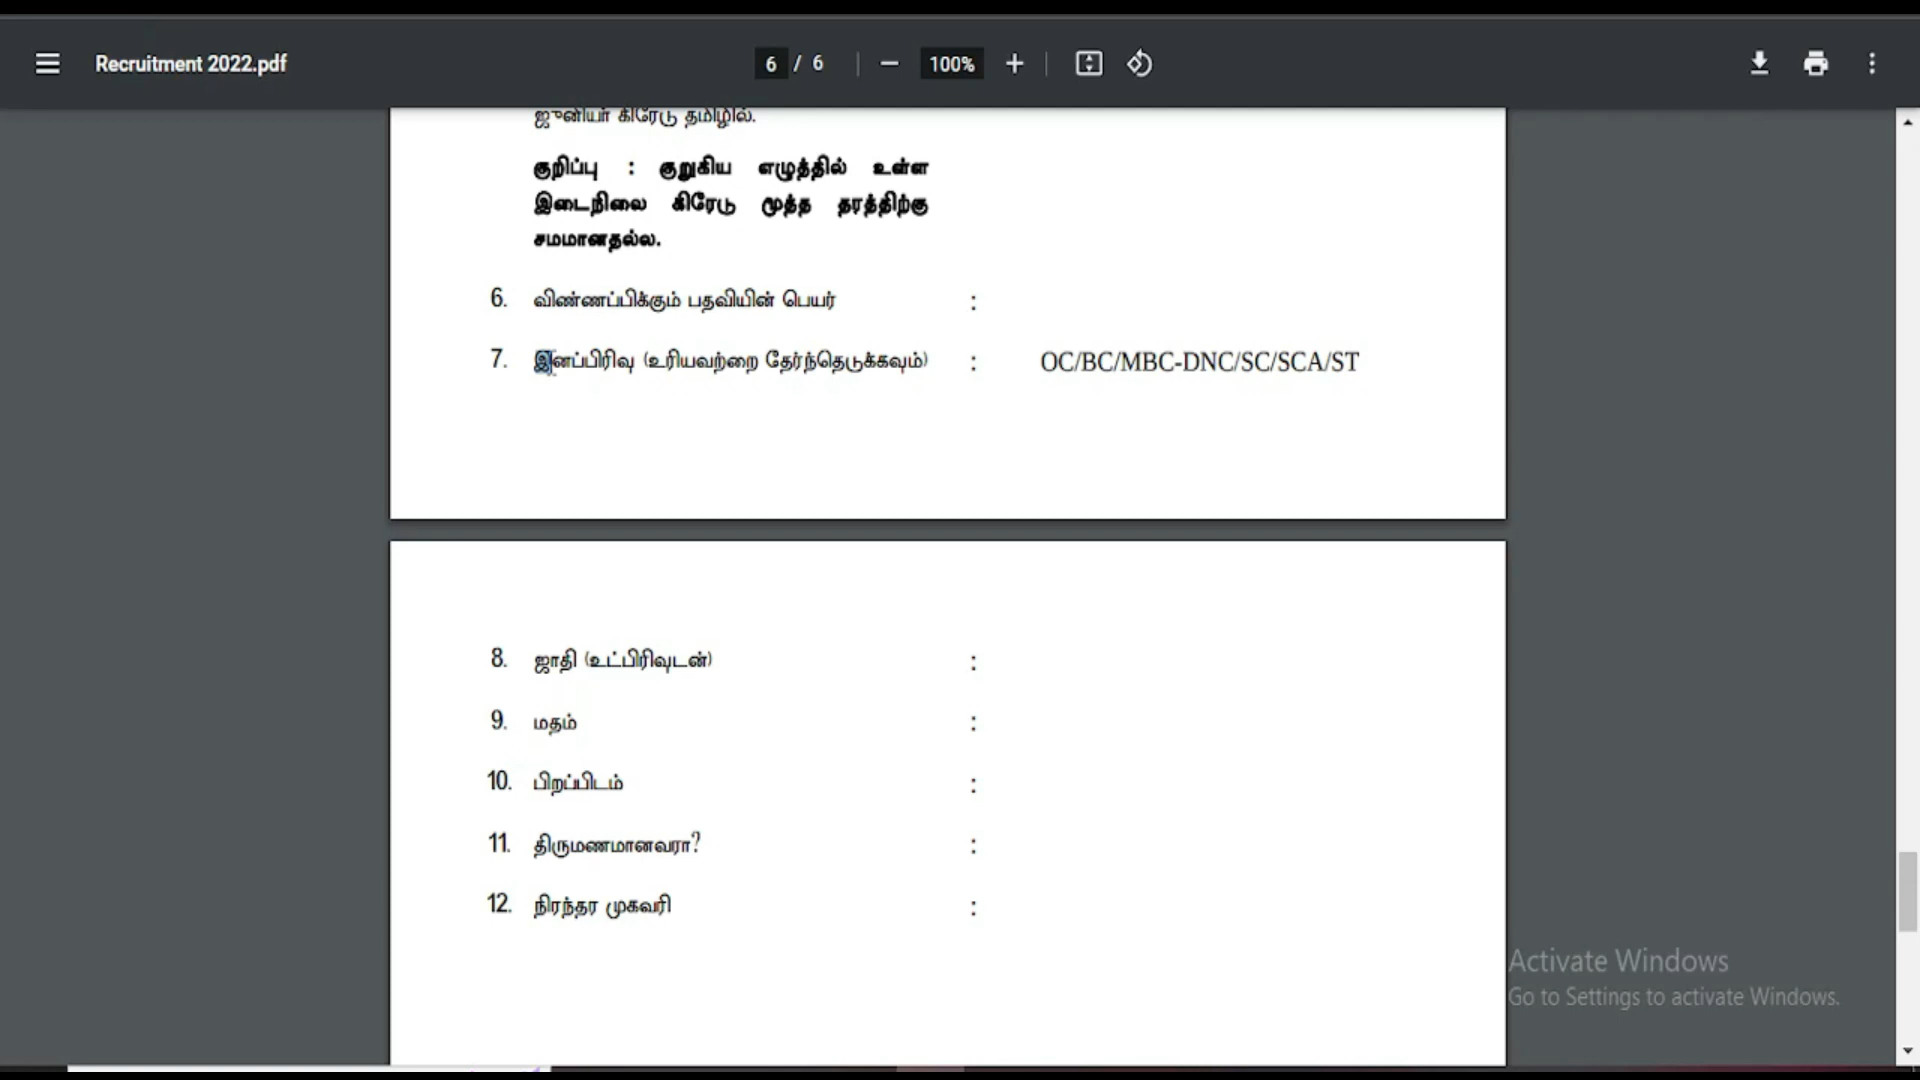 Recruitment 2022.pdf
6 / 6
100%
ஜுனியர் கிரேடு தமிழில்.
குறிப்பு : குறுகிய எழுத்தில் உள்ள
இடைநிலை கிரேடு மூத்த தரத்திற்கு
சமமானதல்ல.
6. விண்ணப்பிக்கும் பதவியின் பெயர் :
7. இனப்பிரிவு (உரியவற்றை தேர்ந்தெடுக்கவும்) : OC/BC/MBC-DNC/SC/SCA/ST
8. ஜாதி (உட்பிரிவுடன்) :
9. மதம் :
10. பிறப்பிடம் :
11. திருமணமானவரா? :
12. நிரந்தர முகவரி :
Activate Windows
Go to Settings to activate Windows.